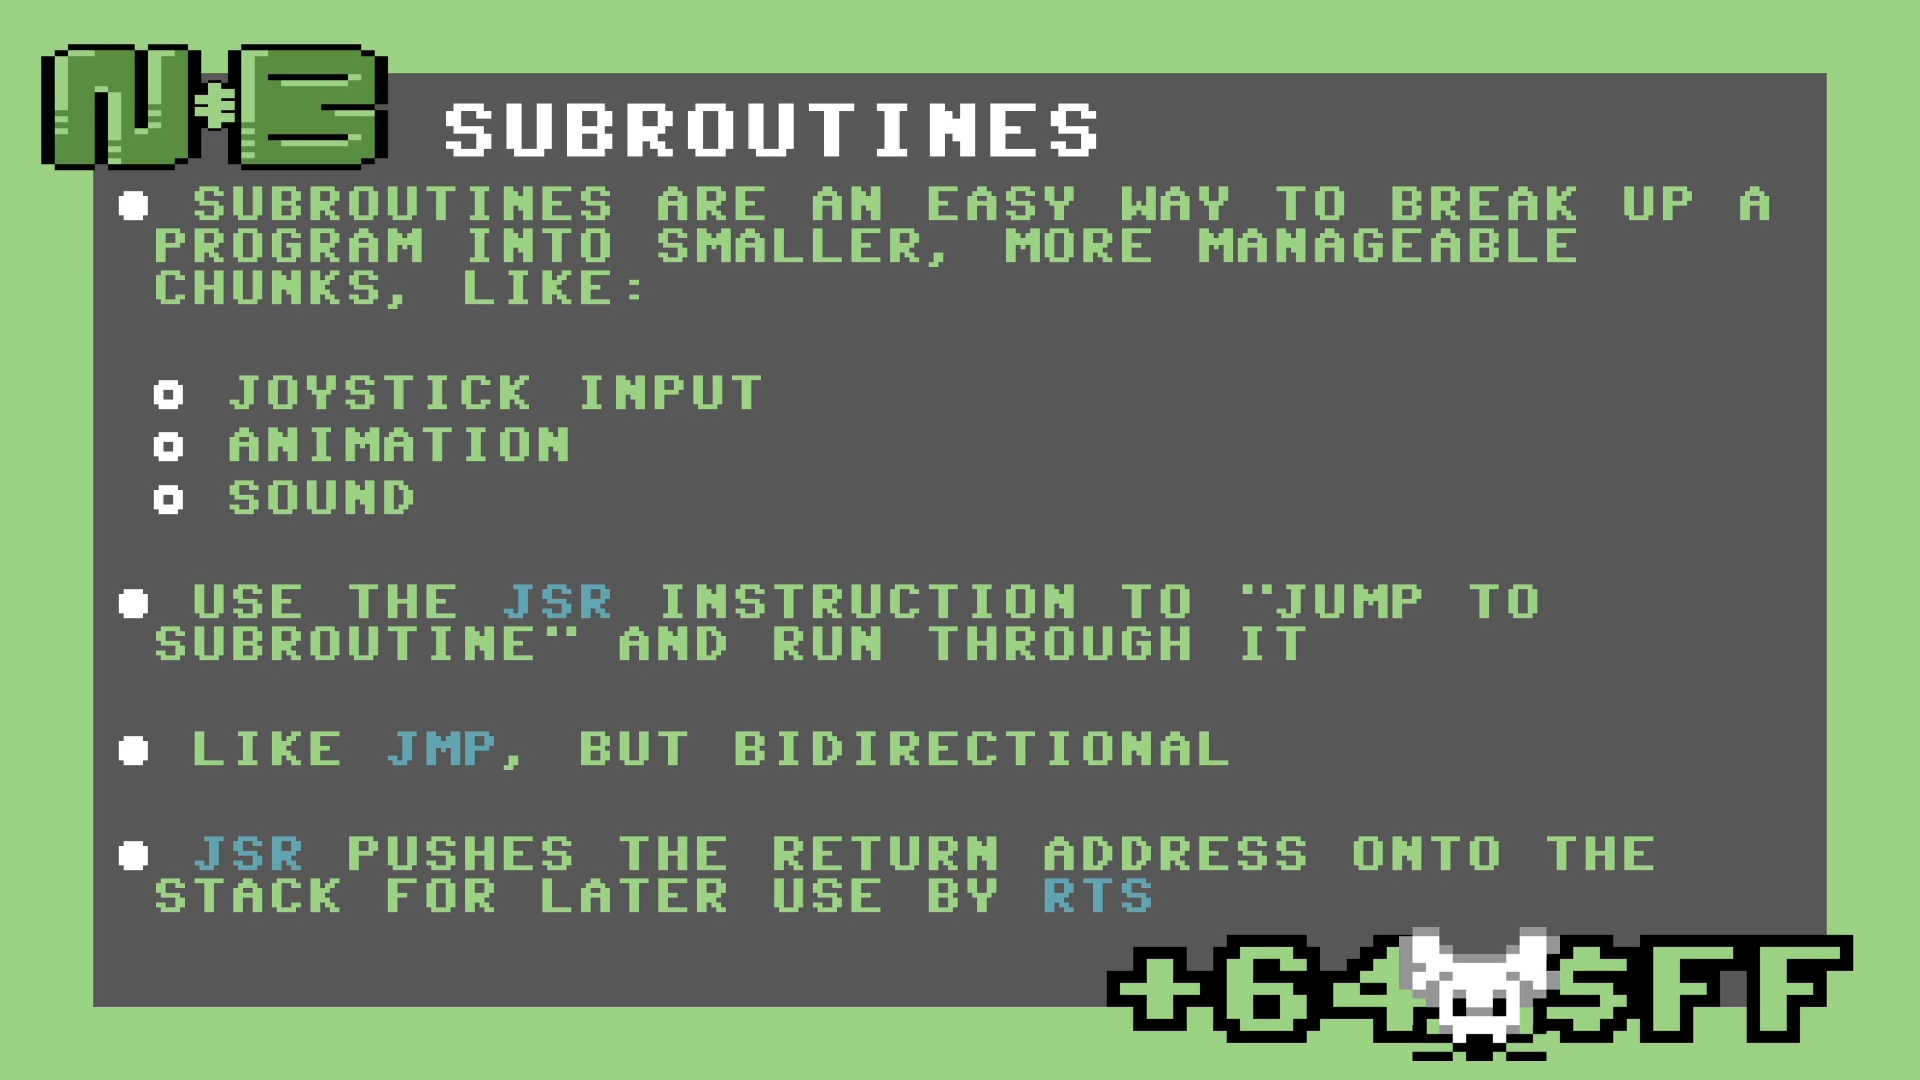 N*B
SUBROUTINES
SUBROUTINES ARE AN EASY WAY TO BREAK UP A
PROGRAM INTO SMALLER, MORE MANAGEABLE
CHUNKS, LIKE:
JOYSTICK INPUT
ANIMATION
SOUND
USE THE JSR INSTRUCTION TO "JUMP TO
SUBROUTINE" AND RUN THROUGH IT
LIKE JMP, BUT BIDIRECTIONAL
JSR PUSHES THE RETURN ADDRESS ONTO THE
STACK FOR LATER USE BY RTS
+64 $FF